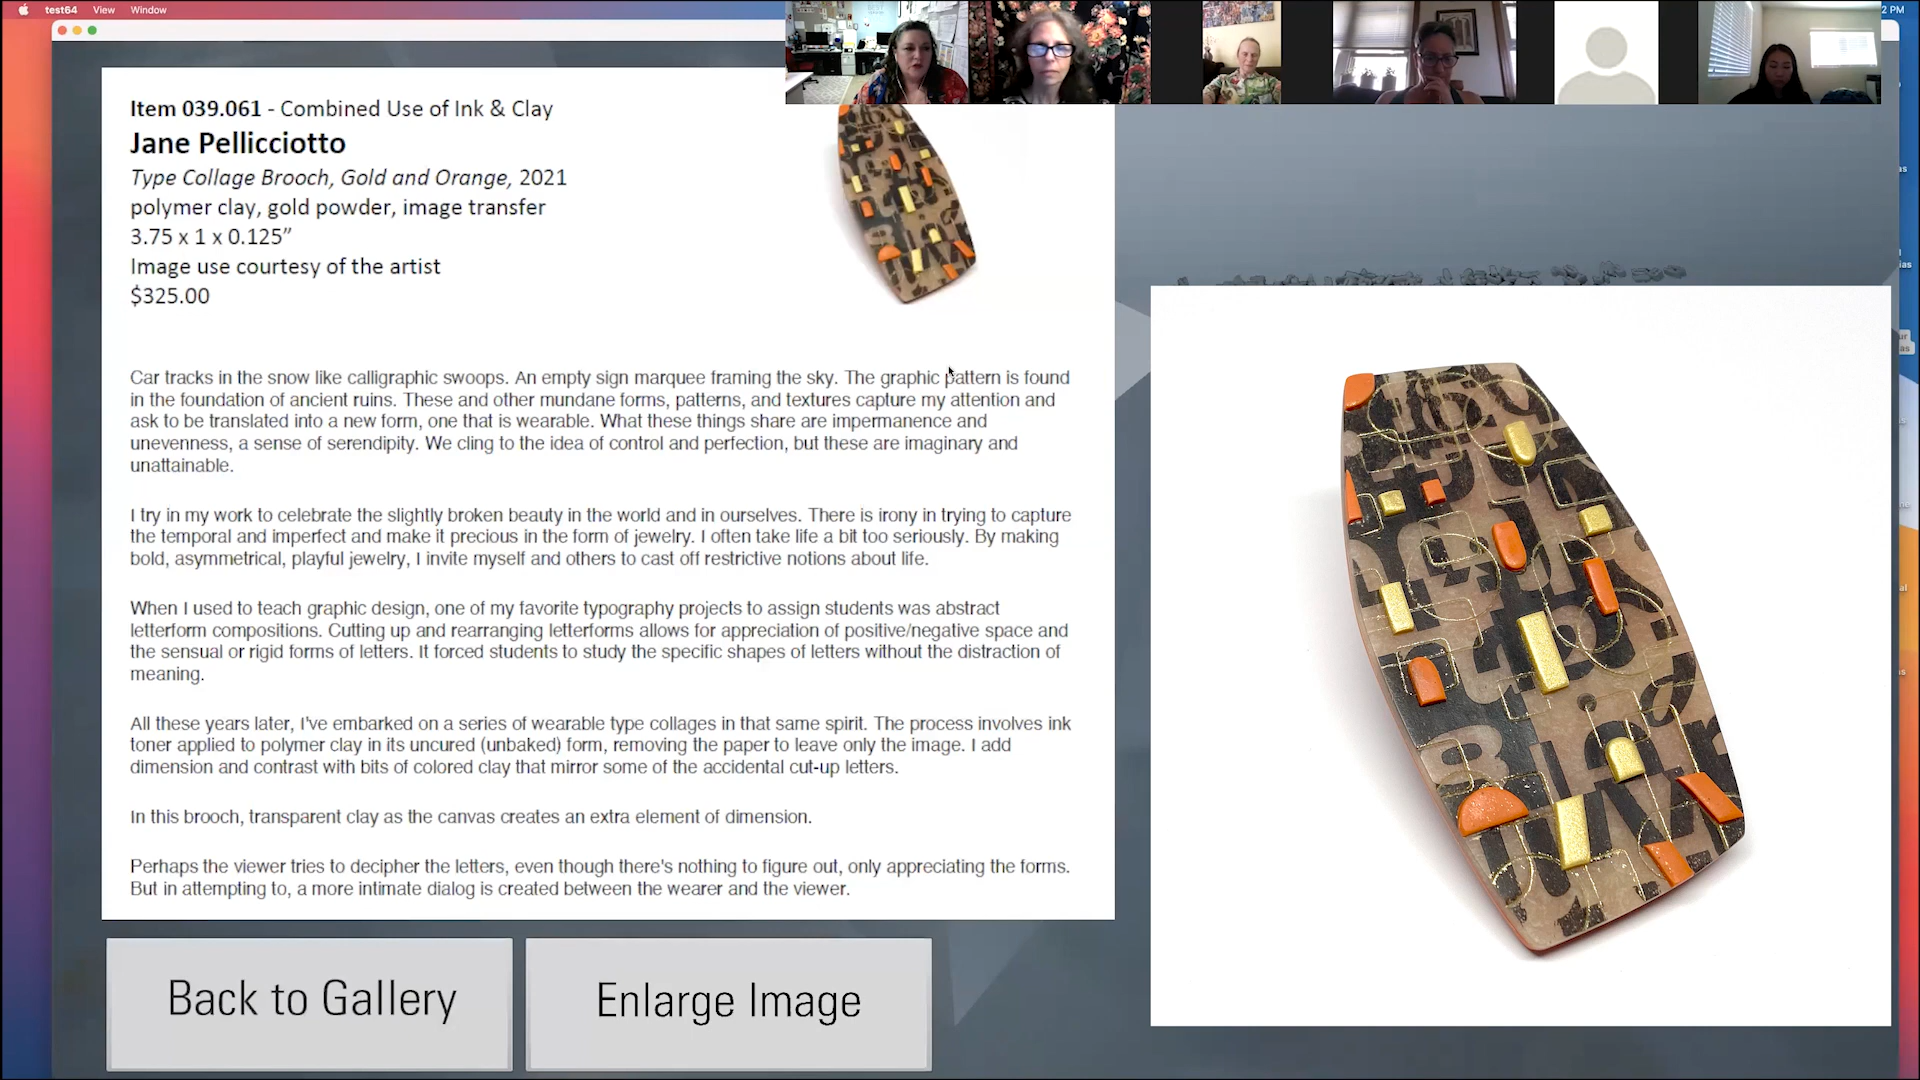 test64 View Window
2 PM
Item 039.061 - Combined Use of Ink & Clay
Jane Pellicciotto
Type Collage Brooch, Gold and Orange, 2021
polymer clay, gold powder, image transfer
3.75 x 1 x 0.125”
Image use courtesy of the artist
$325.00
Car tracks in the snow like calligraphic swoops. An empty sign marquee framing the sky. The graphic pattern is found
in the foundation of ancient ruins. These and other mundane forms, patterns, and textures capture my attention and
ask to be translated into a new form, one that is wearable. What these things share are impermanence and
unevenness, a sense of serendipity. We cling to the idea of control and perfection, but these are imaginary and
unattainable.
I try in my work to celebrate the slightly broken beauty in the world and in ourselves. There is irony in trying to capture
the temporal and imperfect and make it precious in the form of jewelry. I often take life a bit too seriously. By making
bold, asymmetrical, playful jewelry, I invite myself and others to cast off restrictive notions about life.
When I used to teach graphic design, one of my favorite typography projects to assign students was abstract
letterform compositions. Cutting up and rearranging letterforms allows for appreciation of positive/negative space and
the sensual or rigid forms of letters. It forced students to study the specific shapes of letters without the distraction of
meaning.
All these years later, I've embarked on a series of wearable type collages in that same spirit. The process involves ink
toner applied to polymer clay in its uncured (unbaked) form, removing the paper to leave only the image. I add
dimension and contrast with bits of colored clay that mirror some of the accidental cut-up letters.
In this brooch, transparent clay as the canvas creates an extra element of dimension.
Perhaps the viewer tries to decipher the letters, even though there's nothing to figure out, only appreciating the forms.
But in attempting to, a more intimate dialog is created between the wearer and the viewer.
Back to Gallery
Enlarge Image